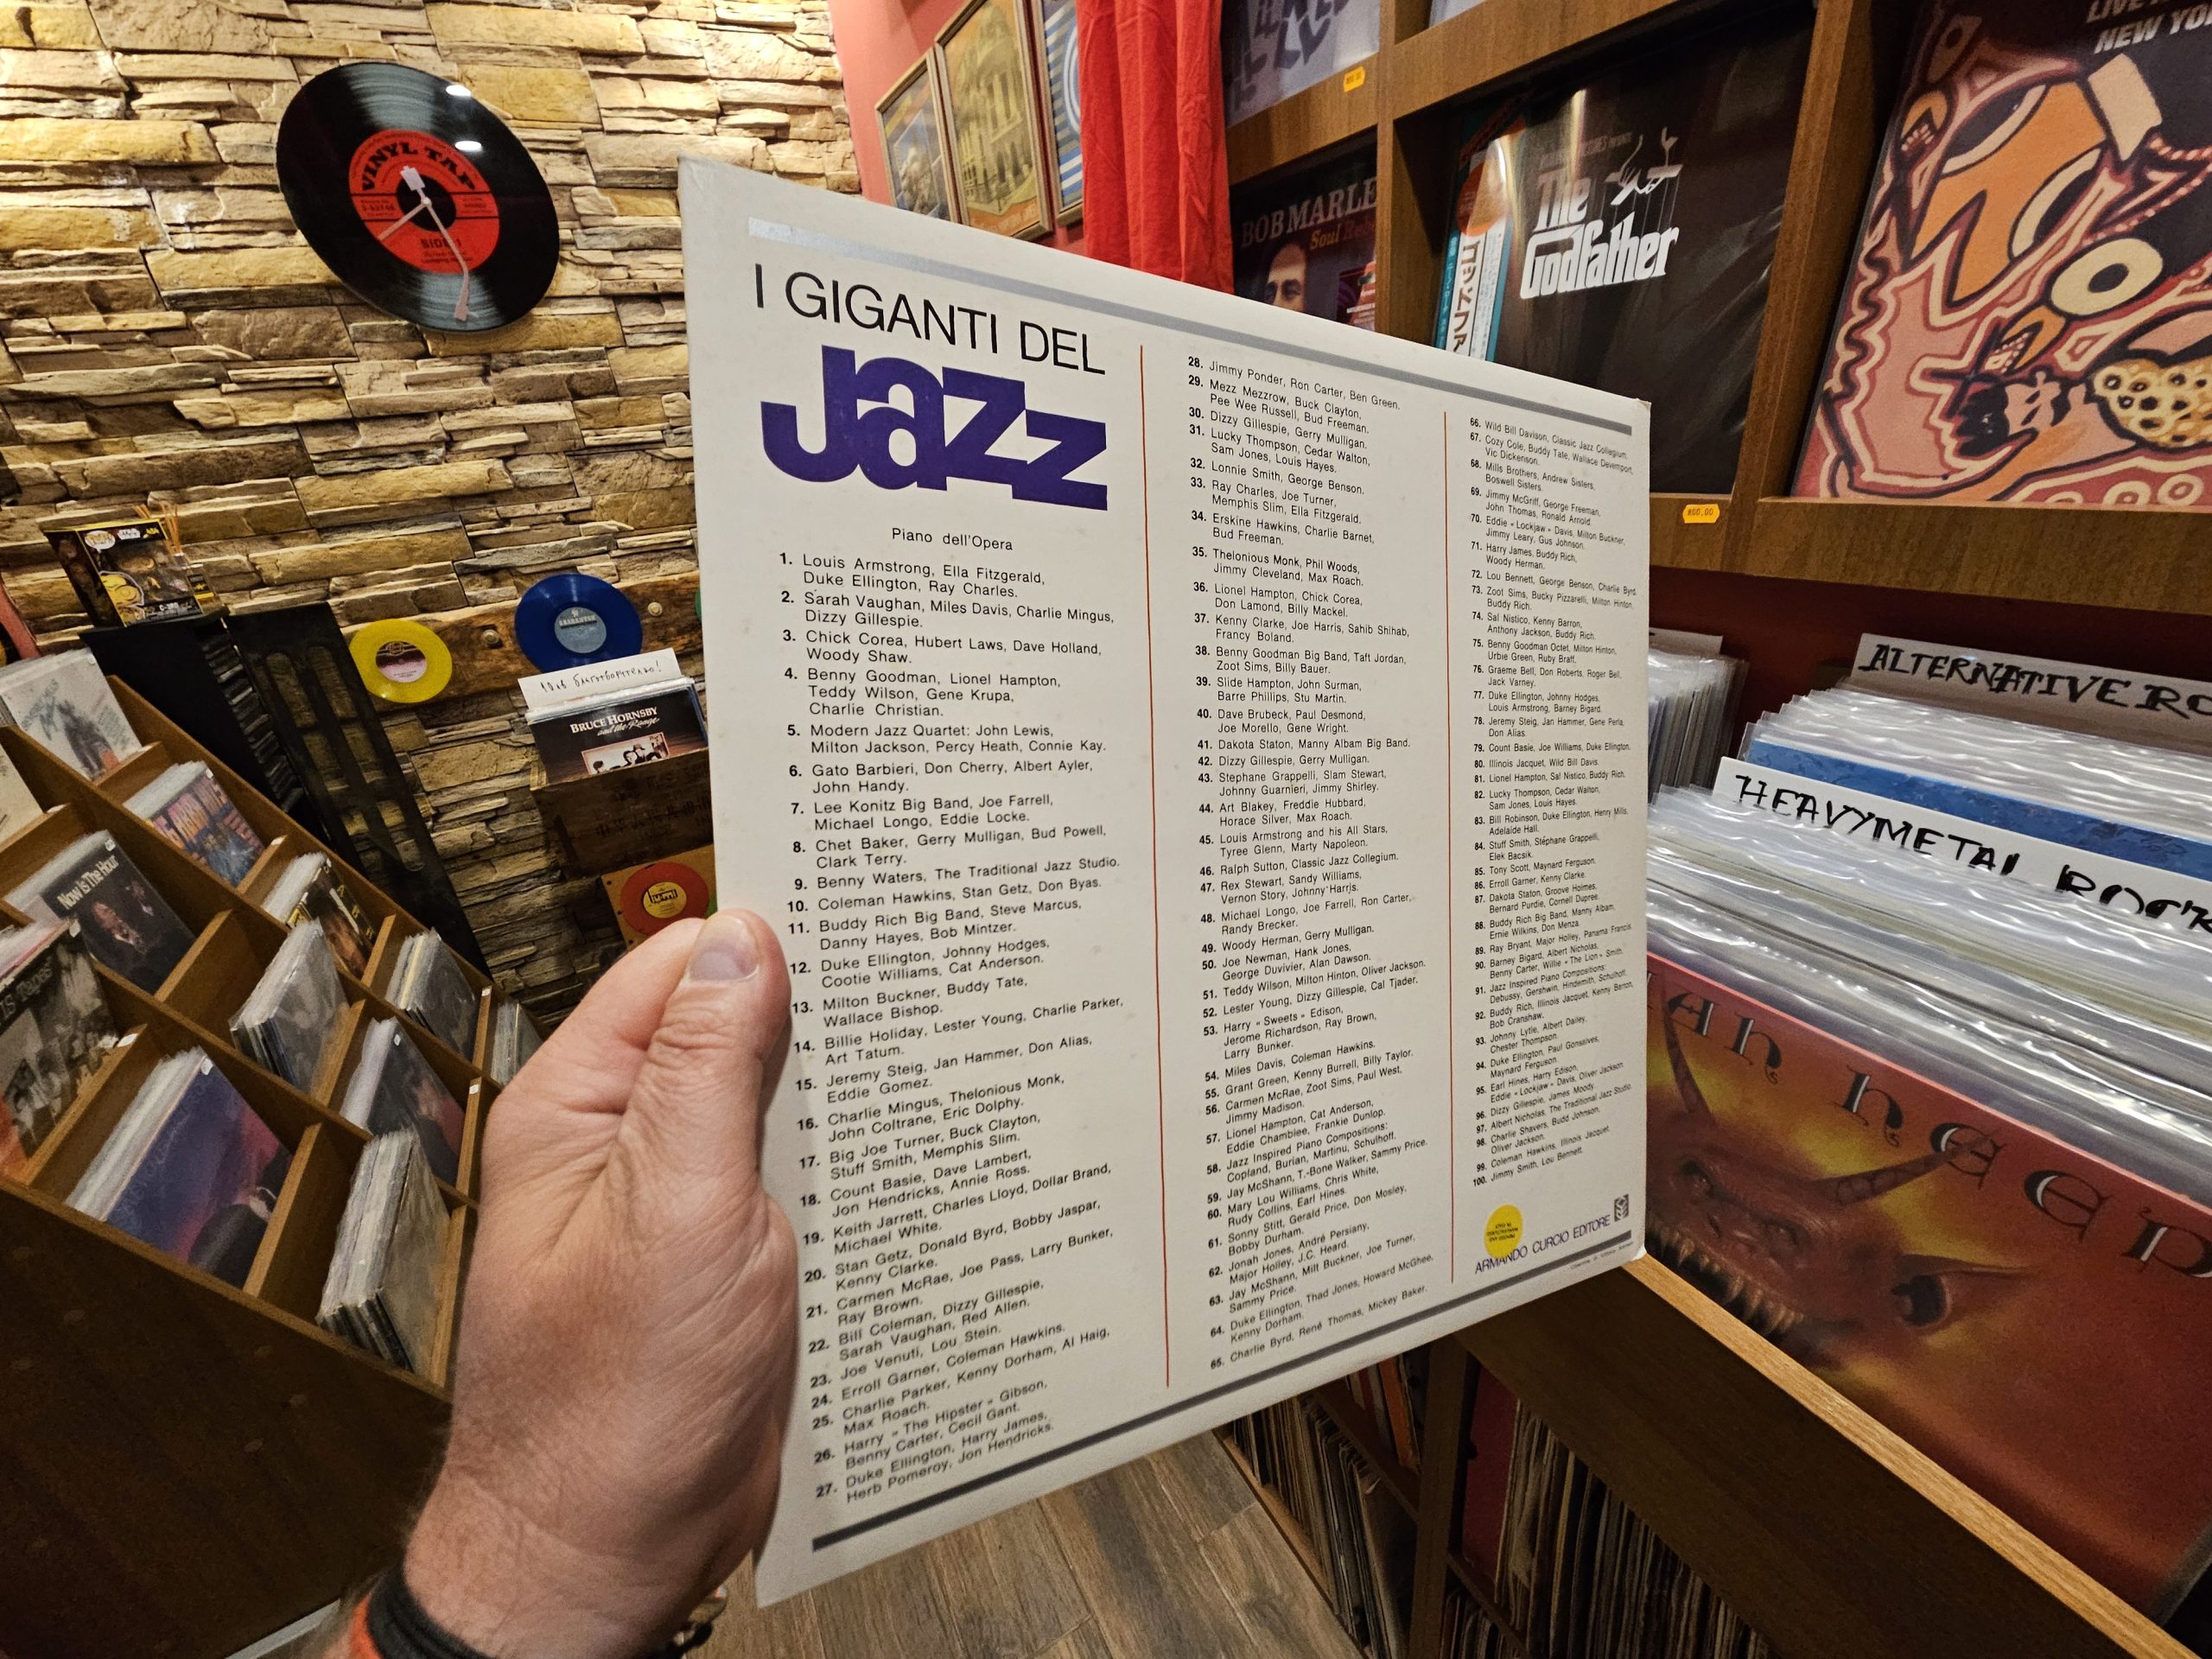 VINYL TAP
SIDE 1
I GIGANTI DEL
Jazz
Piano dell'Opera
1. Louis Armstrong, Ella Fitzgerald,
Duke Ellington, Ray Charles.
2. Sarah Vaughan, Miles Davis, Charlie Mingus,
Dizzy Gillespie.
3. Chick Corea, Hubert Laws, Dave Holland,
Woody Shaw.
4. Benny Goodman, Lionel Hampton,
Teddy Wilson, Gene Krupa,
Charlie Christian.
5. Modern Jazz Quartet: John Lewis,
Milton Jackson, Percy Heath, Connie Kay.
6. Gato Barbieri, Don Cherry, Albert Ayler,
John Handy.
7. Lee Konitz Big Band, Joe Farrell,
Michael Longo, Eddie Locke.
8. Chet Baker, Gerry Mulligan, Bud Powell,
Clark Terry.
9. Benny Waters, The Traditional Jazz Studio.
10. Coleman Hawkins, Stan Getz, Don Byas.
11. Buddy Rich Big Band, Steve Marcus,
Danny Hayes, Bob Mintzer.
12. Duke Ellington, Johnny Hodges,
Cootie Williams, Cat Anderson.
13. Milton Buckner, Buddy Tate,
Wallace Bishop.
14. Billie Holiday, Lester Young, Charlie Parker,
Art Tatum.
15. Jeremy Steig, Jan Hammer, Don Alias,
Eddie Gomez.
16. Charlie Mingus, Thelonious Monk,
John Coltrane, Eric Dolphy.
17. Big Joe Turner, Buck Clayton,
Stuff Smith, Memphis Slim.
18. Count Basie, Dave Lambert,
Jon Hendricks, Annie Ross.
19. Keith Jarrett, Charles Lloyd, Dollar Brand,
Michael White.
20. Stan Getz, Donald Byrd, Bobby Jaspar,
Kenny Clarke.
21. Carmen McRae, Joe Pass, Larry Bunker,
Ray Brown.
22. Bill Coleman, Dizzy Gillespie,
Sarah Vaughan, Red Allen.
23. Joe Venuti, Lou Stein.
24. Erroll Garner, Coleman Hawkins.
25. Charlie Parker, Kenny Dorham, Al Haig,
Max Roach.
26. Harry « The Hipster » Gibson,
Benny Carter, Cecil Gant.
27. Duke Ellington, Harry James,
Herb Pomeroy, Jon Hendricks.
28. Jimmy Ponder, Ron Carter, Ben Green.
29. Mezz Mezzrow, Buck Clayton,
Pee Wee Russell, Bud Freeman.
30. Dizzy Gillespie, Gerry Mulligan.
31. Lucky Thompson, Cedar Walton,
Sam Jones, Louis Hayes.
32. Lonnie Smith, George Benson.
33. Ray Charles, Joe Turner,
Memphis Slim, Ella Fitzgerald.
34. Erskine Hawkins, Charlie Barnet,
Bud Freeman.
35. Thelonious Monk, Phil Woods,
Jimmy Cleveland, Max Roach.
36. Lionel Hampton, Chick Corea,
Don Lamond, Billy Mackel.
37. Kenny Clarke, Joe Harris, Sahib Shihab,
Francy Boland.
38. Benny Goodman Big Band, Taft Jordan,
Zoot Sims, Billy Bauer.
39. Slide Hampton, John Surman,
Barre Phillips, Stu Martin.
40. Dave Brubeck, Paul Desmond,
Joe Morello, Gene Wright.
41. Dakota Staton, Manny Albam Big Band.
42. Dizzy Gillespie, Gerry Mulligan.
43. Stephane Grappelli, Slam Stewart,
Johnny Guarnieri, Jimmy Shirley.
44. Art Blakey, Freddie Hubbard,
Horace Silver, Max Roach.
45. Louis Armstrong and his All Stars,
Tyree Glenn, Marty Napoleon.
46. Ralph Sutton, Classic Jazz Collegium.
47. Rex Stewart, Sandy Williams,
Vernon Story, Johnny Harris.
48. Michael Longo, Joe Farrell, Ron Carter,
Randy Brecker.
49. Woody Herman, Gerry Mulligan.
50. Joe Newman, Hank Jones,
George Duvivier, Alan Dawson.
51. Teddy Wilson, Milton Hinton, Oliver Jackson.
52. Lester Young, Dizzy Gillespie, Cal Tjader.
53. Harry « Sweets » Edison,
Jerome Richardson, Ray Brown,
Larry Bunker.
54. Miles Davis, Coleman Hawkins.
55. Grant Green, Kenny Burrell, Billy Taylor.
56. Carmen McRae, Zoot Sims, Paul West,
Jimmy Madison.
57. Lionel Hampton, Cat Anderson,
Eddie Chamblee, Frankie Dunlop.
58. Jazz Inspired Piano Compositions:
Copland, Burian, Martinu, Schulhoff.
59. Jay McShann, T.-Bone Walker, Sammy Price.
60. Mary Lou Williams, Chris White,
Rudy Collins, Earl Hines.
61. Sonny Stitt, Gerald Price, Don Mosley,
Bobby Durham.
62. Jonah Jones, André Persiany,
Major Holley, J.C. Heard.
63. Jay McShann, Milt Buckner, Joe Turner,
Sammy Price.
64. Duke Ellington, Thad Jones, Howard McGhee,
Kenny Dorham.
65. Charlie Byrd, René Thomas, Mickey Baker.
66. Wild Bill Davison, Classic Jazz Collegium.
67. Cozy Cole, Buddy Tate, Wallace Davenport,
Vic Dickenson.
68. Mills Brothers, Andrew Sisters,
Boswell Sisters.
69. Jimmy McGriff, George Freeman,
John Thomas, Ronald Arnold.
70. Eddie « Lockjaw » Davis, Milton Buckner,
Jimmy Leary, Gus Johnson.
71. Harry James, Buddy Rich,
Woody Herman.
72. Lou Bennett, George Benson, Charlie Byrd.
73. Zoot Sims, Bucky Pizzarelli, Milton Hinton,
Buddy Rich.
74. Sal Nistico, Kenny Barron,
Anthony Jackson, Buddy Rich.
75. Benny Goodman Octet, Milton Hinton,
Urbie Green, Ruby Braff.
76. Graeme Bell, Don Roberts, Roger Bell,
Jack Varney.
77. Duke Ellington, Johnny Hodges,
Louis Armstrong, Barney Bigard.
78. Jeremy Steig, Jan Hammer, Gene Perla,
Don Alias.
79. Count Basie, Joe Williams, Duke Ellington.
80. Illinois Jacquet, Wild Bill Davis.
81. Lionel Hampton, Sal Nistico, Buddy Rich.
82. Lucky Thompson, Cedar Walton,
Sam Jones, Louis Hayes.
83. Bill Robinson, Duke Ellington, Henry Mills,
Adelaide Hall.
84. Stuff Smith, Stéphane Grappelli,
Elek Bacsik.
85. Tony Scott, Maynard Ferguson.
86. Erroll Garner, Kenny Clarke.
87. Dakota Staton, Groove Holmes,
Bernard Purdie, Cornell Dupree.
88. Buddy Rich Big Band, Manny Albam,
Ernie Wilkins, Don Menza.
89. Ray Bryant, Major Holley, Panama Francis.
90. Barney Bigard, Albert Nicholas,
Benny Carter, Willie « The Lion » Smith.
91. Jazz Inspired Piano Compositions:
Debussy, Gershwin, Hindemith, Schulhoff.
92. Buddy Rich, Illinois Jacquet, Kenny Barron,
Bob Cranshaw.
93. Johnny Lytle, Albert Dailey,
Chester Thompson.
94. Duke Ellington, Paul Gonsalves,
Maynard Ferguson.
95. Earl Hines, Harry Edison,
Eddie « Lockjaw » Davis, Oliver Jackson.
96. Dizzy Gillespie, James Moody.
97. Albert Nicholas, The Traditional Jazz Studio.
98. Charlie Shavers, Budd Johnson,
Oliver Jackson.
99. Coleman Hawkins, Illinois Jacquet.
100. Jimmy Smith, Lou Bennett.
ARMANDO CURCIO EDITORE
BOB MARLE
Soul Re
The
Godfather
LIVE
NEW YO
ALTERNATIVE RO
HEAVY METAL ROCK
BRUCE HORNSBY
and the Range
Now Is The Hour